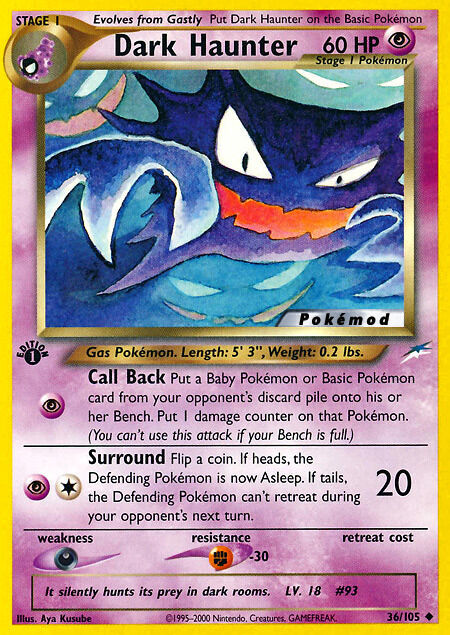 STAGE 1 Evolves from Gastly Put Dark Haunter on the Basic Pokémon
Dark Haunter 60 HP
Stage 1 Pokémon
Pokémod
EDITION 1
Gas Pokémon. Length: 5' 3", Weight: 0.2 lbs.
Call Back Put a Baby Pokémon or Basic Pokémon
card from your opponent's discard pile onto his
or her Bench. Put 1 damage counter on that Pokémon.
(You can't use this attack if your Bench is full.)
Surround Flip a coin. If heads, the
Defending Pokémon is now Asleep. If tails,
the Defending Pokémon can't retreat during
your opponent's next turn.
20
weakness resistance retreat cost
-30
It silently hunts its prey in dark rooms. LV. 18 #93
Illus. Aya Kusube ©1995–2000 Nintendo, Creatures, GAMEFREAK. 36/105